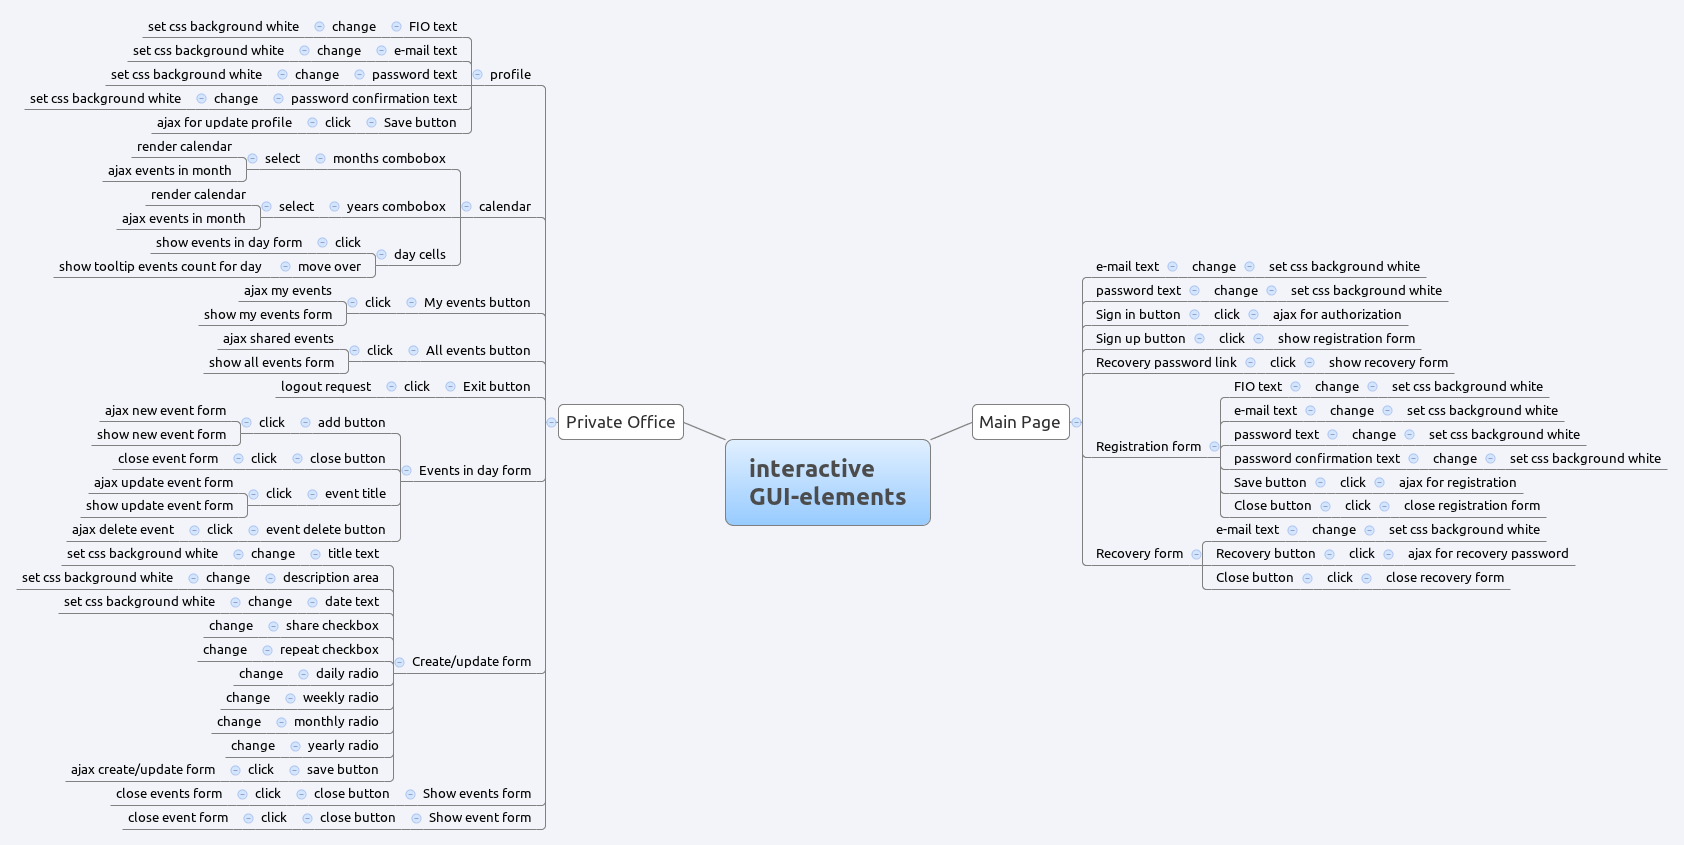 set css background white change FIO text
set css background white change e-mail text
set css background white change password text profile
set css background white change password confirmation text
ajax for update profile click Save button
render calendar
select months combobox
ajax events in month
render calendar
select years combobox calendar
ajax events in month
show events in day form click
day cells
show tooltip events count for day move over
ajax my events
click My events button
show my events form
ajax shared events
click All events button
show all events form
logout request click Exit button
ajax new event form
click add button
show new event form
close event form click close button
Events in day form
ajax update event form
click event title
show update event form
ajax delete event click event delete button
set css background white change title text
set css background white change description area
set css background white change date text
change share checkbox
change repeat checkbox
Create/update form
change daily radio
change weekly radio
change monthly radio
change yearly radio
ajax create/update form click save button
close events form click close button Show events form
close event form click close button Show event form
Private Office
interactive
GUI-elements
Main Page
e-mail text change set css background white
password text change set css background white
Sign in button click ajax for authorization
Sign up button click show registration form
Recovery password link click show recovery form
FIO text change set css background white
e-mail text change set css background white
password text change set css background white
Registration form
password confirmation text change set css background white
Save button click ajax for registration
Close button click close registration form
e-mail text change set css background white
Recovery form Recovery button click ajax for recovery password
Close button click close recovery form